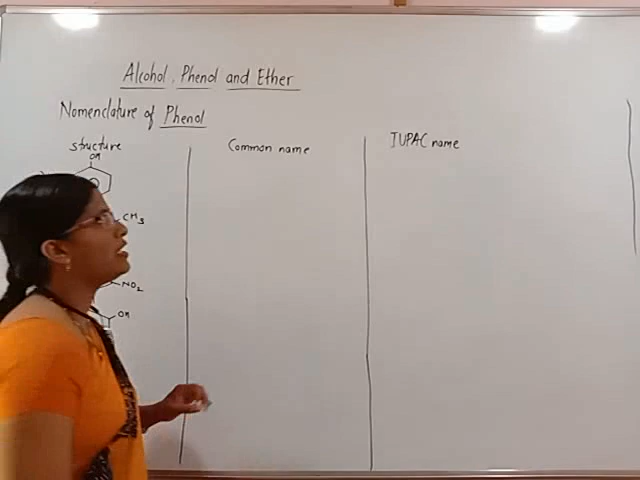 Alcohol, Phenol and Ether
Nomenclature of Phenol
structure
Common name
IUPAC name
OH
CH3
NO2
OH